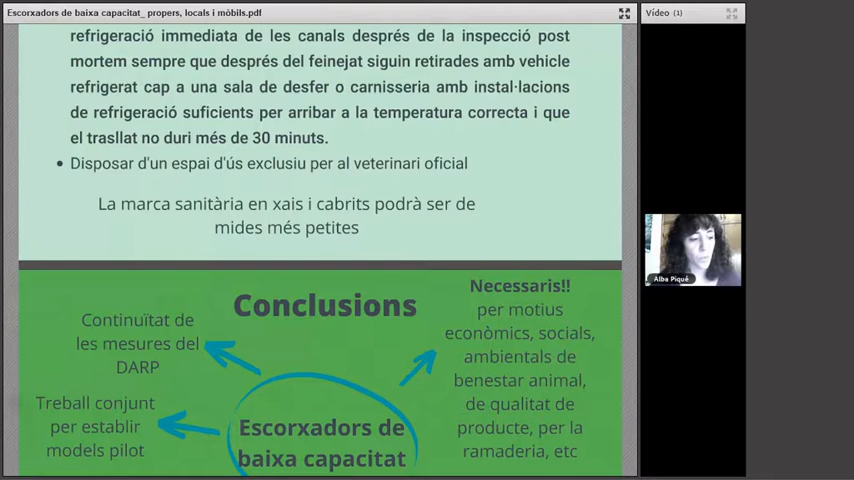 Escorxadors de baixa capacitat_ propers, locals i mòbils.pdf
Vídeo (1)
refrigeració immediata de les canals després de la inspecció post
mortem sempre que després del feinejat siguin retirades amb vehicle
refrigerat cap a una sala de desfer o carnisseria amb instal·lacions
de refrigeració suficients per arribar a la temperatura correcta i que
el trasllat no duri més de 30 minuts.
• Disposar d'un espai d'ús exclusiu per al veterinari oficial
La marca sanitària en xais i cabrits podrà ser de
mides més petites
Alba Piqué
Conclusions
Continuïtat de
les mesures del
DARP
Treball conjunt
per establir
models pilot
Escorxadors de
baixa capacitat
Necessaris!!
per motius
econòmics, socials,
ambientals de
benestar animal,
de qualitat de
producte, per la
ramaderia, etc